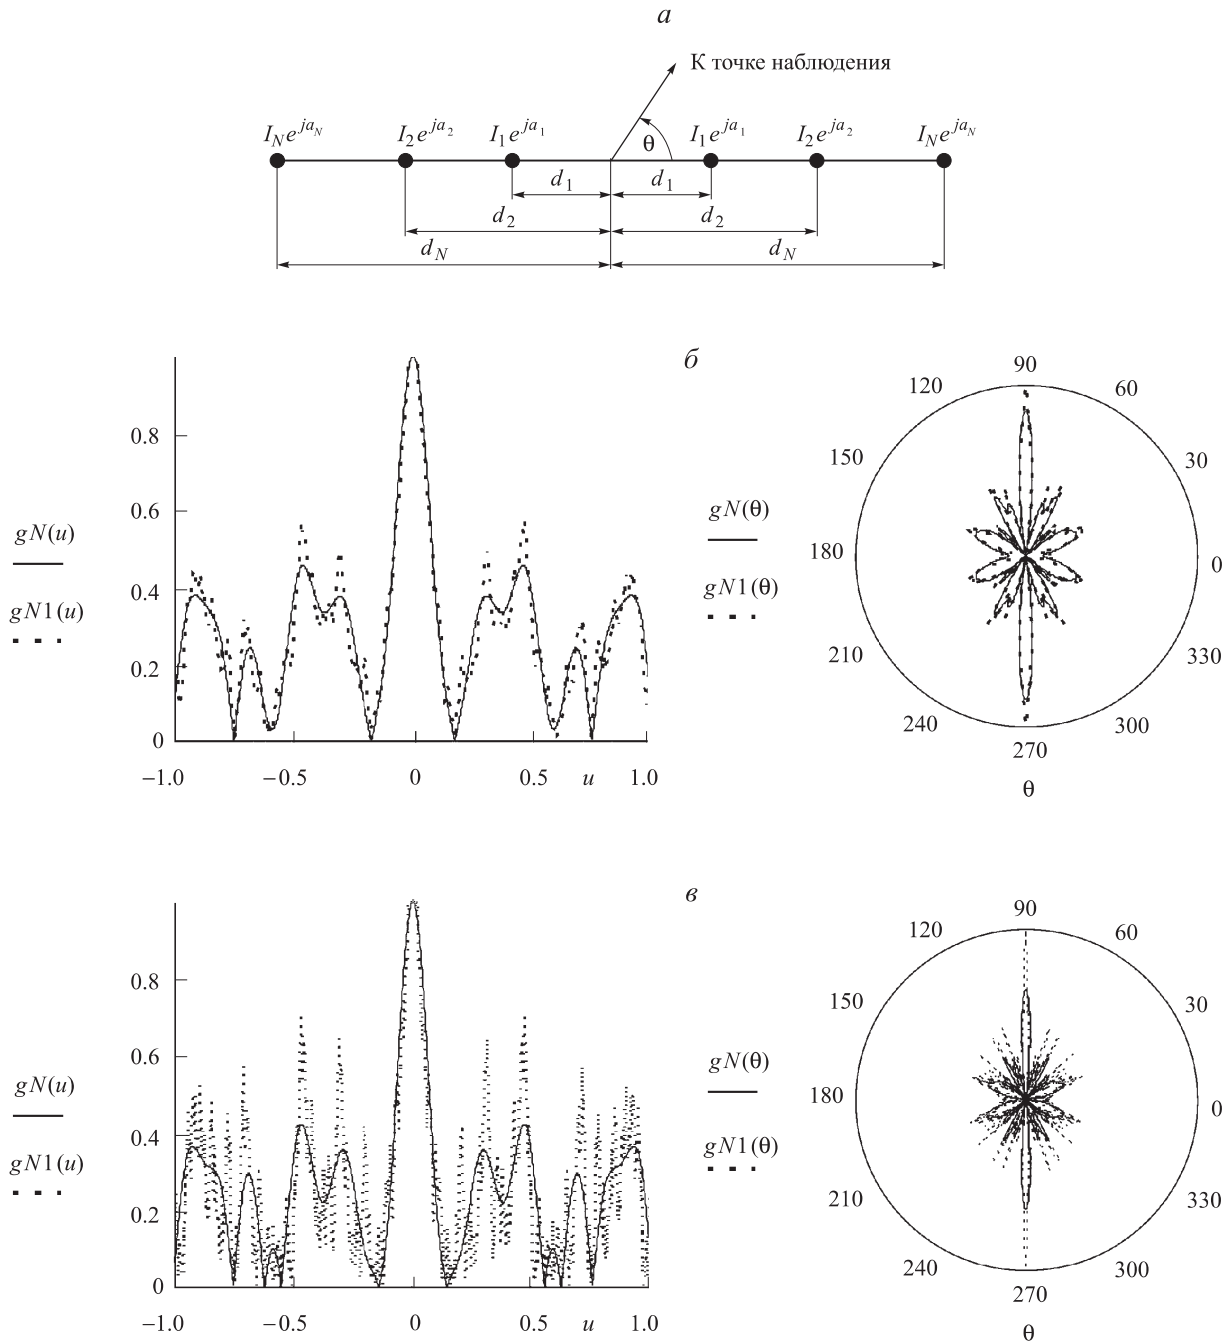 а
К точке наблюдения
I_N e^{ja_N} I_2 e^{ja_2} I_1 e^{ja_1} θ I_1 e^{ja_1} I_2 e^{ja_2} I_N e^{ja_N}
d_1 d_1
d_2 d_2
d_N d_N
б
0.8
0.6
0.4
0.2
0
gN(u)
gN1(u)
−1.0 −0.5 0 0.5 u 1.0
gN(θ)
gN1(θ)
90
120 60
150 30
180 0
210 330
240 300
270
θ
в
0.8
0.6
0.4
0.2
0
gN(u)
gN1(u)
−1.0 −0.5 0 0.5 u 1.0
gN(θ)
gN1(θ)
90
120 60
150 30
180 0
210 330
240 300
270
θ